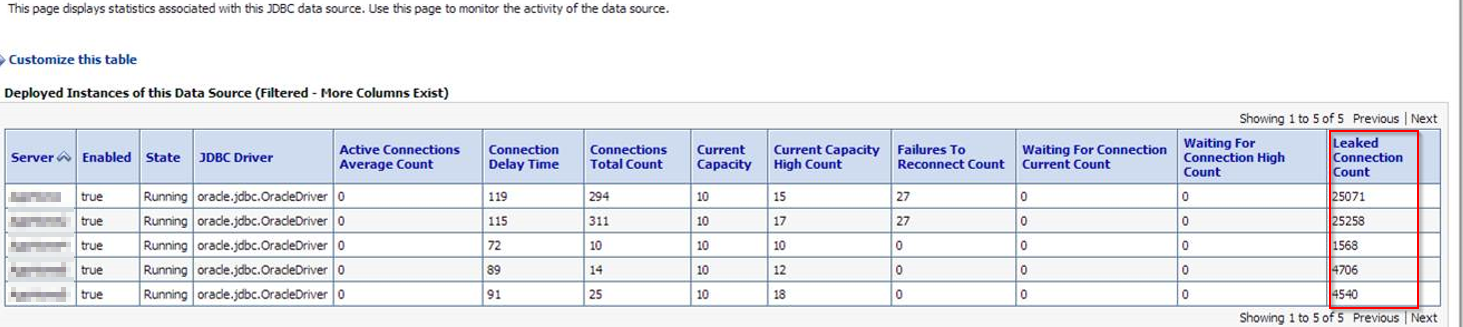 This page displays statistics associated with this JDBC data source. Use this page to monitor the activity of the data source.
Customize this table
Deployed Instances of this Data Source (Filtered - More Columns Exist)
Showing 1 to 5 of 5 Previous | Next
Server Enabled State JDBC Driver Active Connections Average Count Connection Delay Time Connections Total Count Current Capacity Current Capacity High Count Failures To Reconnect Count Waiting For Connection Current Count Waiting For Connection High Count Leaked Connection Count
true Running oracle.jdbc.OracleDriver 0 119 294 10 15 27 0 0 25071
true Running oracle.jdbc.OracleDriver 0 115 311 10 17 27 0 0 25258
true Running oracle.jdbc.OracleDriver 0 72 10 10 10 0 0 0 1568
true Running oracle.jdbc.OracleDriver 0 89 14 10 12 0 0 0 4706
true Running oracle.jdbc.OracleDriver 0 91 25 10 18 0 0 0 4540
Showing 1 to 5 of 5 Previous | Next